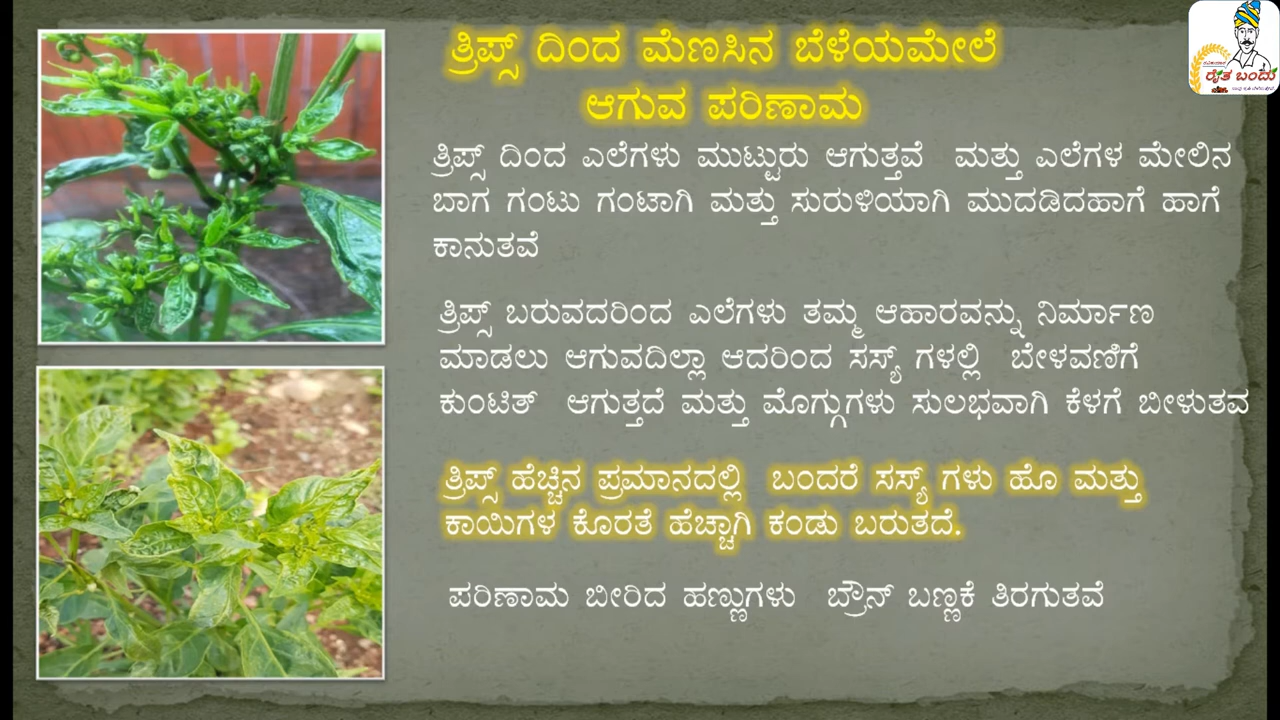 ತ್ರಿಪ್ಸ್ ದಿಂದ ಮೆಣಸಿನ ಬೆಳೆಯಮೇಲೆ
ಆಗುವ ಪರಿಣಾಮ
ತ್ರಿಪ್ಸ್ ದಿಂದ ಎಲೆಗಳು ಮುಟ್ಟುರು ಆಗುತ್ತವೆ ಮತ್ತು ಎಲೆಗಳ ಮೇಲಿನ
ಬಾಗ ಗಂಟು ಗಂಟಾಗಿ ಮತ್ತು ಸುರುಳಿಯಾಗಿ ಮುದಡಿದಹಾಗೆ ಹಾಗೆ
ಕಾನುತವೆ
ತ್ರಿಪ್ಸ್ ಬರುವದರಿಂದ ಎಲೆಗಳು ತಮ್ಮ ಆಹಾರವನ್ನು ನಿರ್ಮಾಣ
ಮಾಡಲು ಆಗುವದಿಲ್ಲಾ ಆದರಿಂದ ಸಸ್ಯ್ ಗಳಲ್ಲಿ ಬೇಳವಣಿಗೆ
ಕುಂಟಿತ್ ಆಗುತ್ತದೆ ಮತ್ತು ಮೊಗ್ಗುಗಳು ಸುಲಭವಾಗಿ ಕೆಳಗೆ ಬೀಳುತವ
ತ್ರಿಪ್ಸ್ ಹೆಚ್ಚಿನ ಪ್ರಮಾನದಲ್ಲಿ ಬಂದರೆ ಸಸ್ಯ್ ಗಳು ಹೊ ಮತ್ತು
ಕಾಯಿಗಳ ಕೊರತೆ ಹೆಚ್ಚಾಗಿ ಕಂಡು ಬರುತದೆ.
ಪರಿಣಾಮ ಬೀರಿದ ಹಣ್ಣುಗಳು ಬ್ರೌನ್ ಬಣ್ಣಕೆ ತಿರಗುತವೆ
ರೈತ ಬಂದು